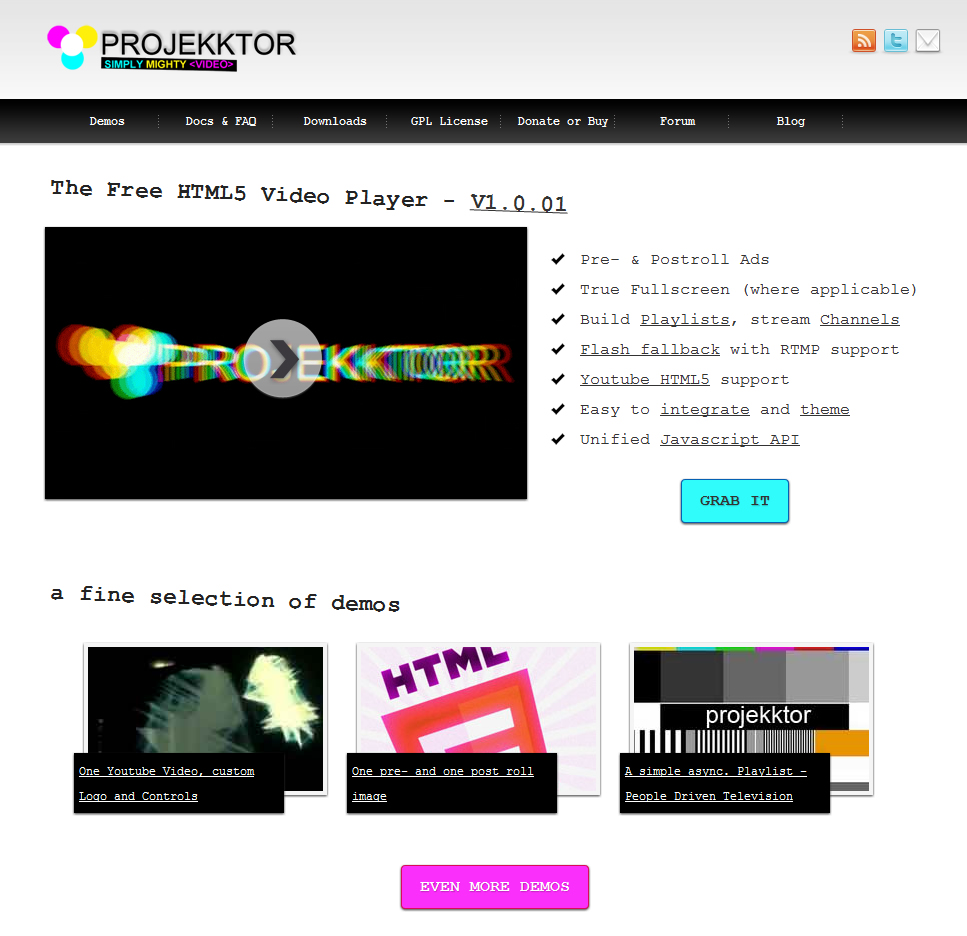 PROJEKKTOR
SIMPLY MIGHTY <VIDEO>
Demos
Docs & FAQ
Downloads
GPL License
Donate or Buy
Forum
Blog
The Free HTML5 Video Player - V1.0.01
PROJEKKTOR
Pre- & Postroll Ads
True Fullscreen (where applicable)
Build Playlists, stream Channels
Flash fallback with RTMP support
Youtube HTML5 support
Easy to integrate and theme
Unified Javascript API
GRAB IT
a fine selection of demos
One Youtube Video, custom
Logo and Controls
HTML
One pre- and one post roll
image
projekktor
A simple async. Playlist -
People Driven Television
EVEN MORE DEMOS